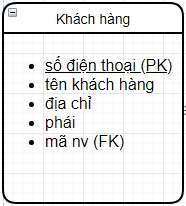 Khách hàng
số điện thoại (PK)
tên khách hàng
địa chỉ
phái
mã nv (FK)